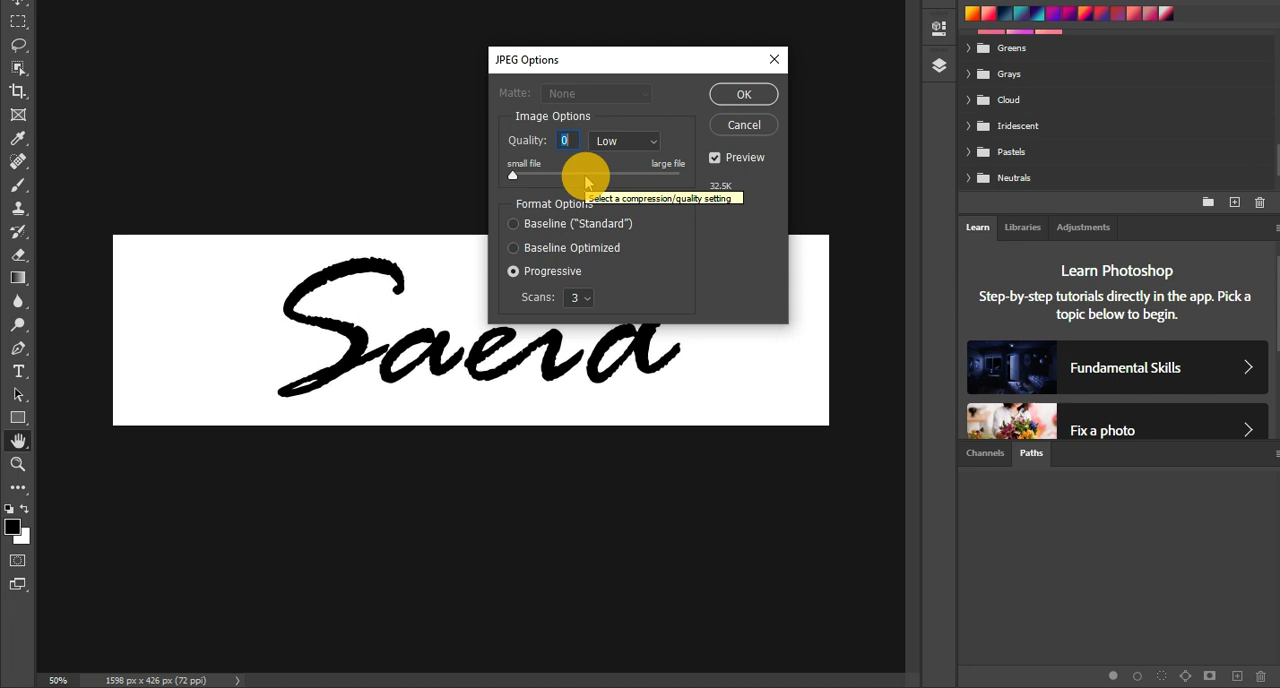 JPEG Options
Matte: None
OK
Image Options
Cancel
Quality: 0 Low
Preview
small file large file
32.5K
Select a compression/quality setting
Format Options
Baseline ("Standard")
Baseline Optimized
Progressive
Scans: 3
Saeid
T
50% 1598 px x 426 px (72 ppi)
Greens
Grays
Cloud
Iridescent
Pastels
Neutrals
Learn Libraries Adjustments
Learn Photoshop
Step-by-step tutorials directly in the app. Pick a
topic below to begin.
Fundamental Skills
Fix a photo
Channels Paths